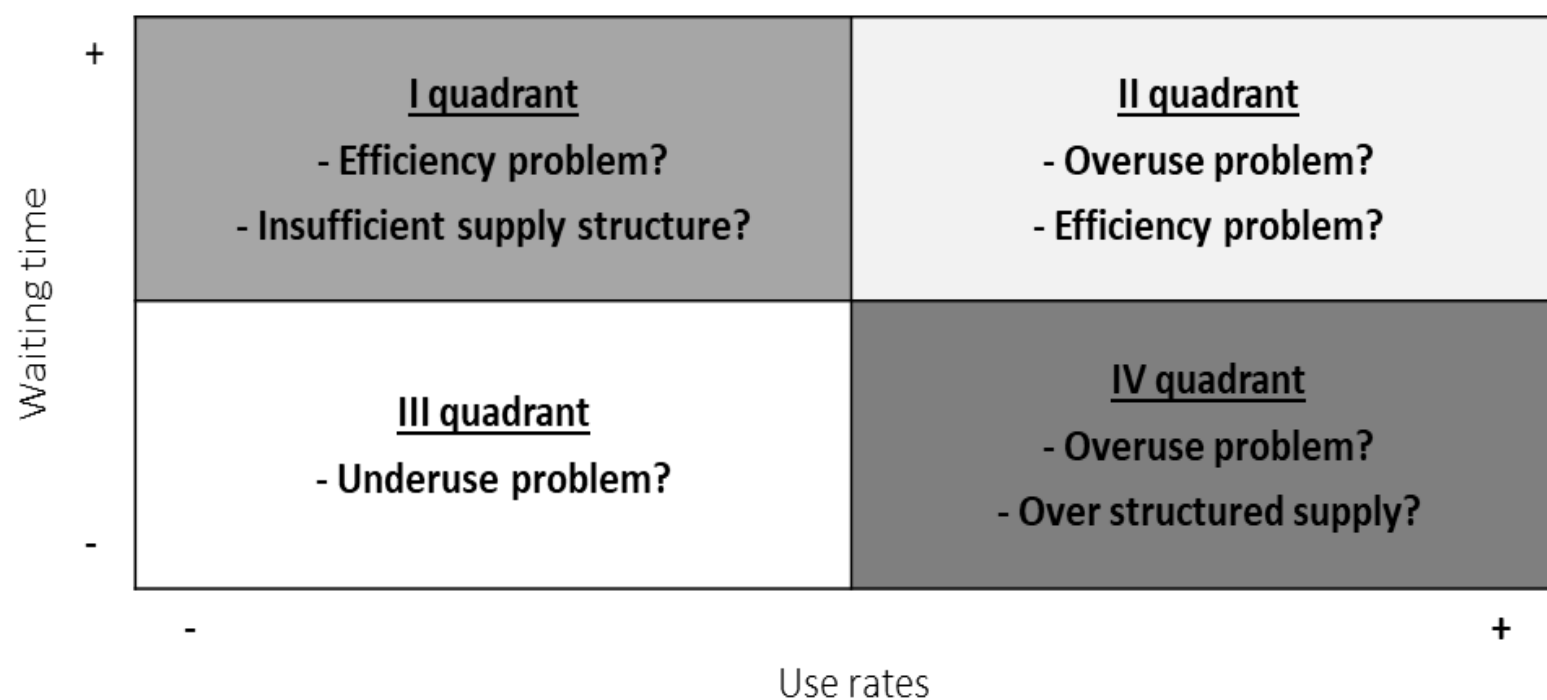 +
I quadrant
- Efficiency problem?
- Insufficient supply structure?
II quadrant
- Overuse problem?
- Efficiency problem?
Waiting time
III quadrant
- Underuse problem?
IV quadrant
- Overuse problem?
- Over structured supply?
-
-
+
Use rates